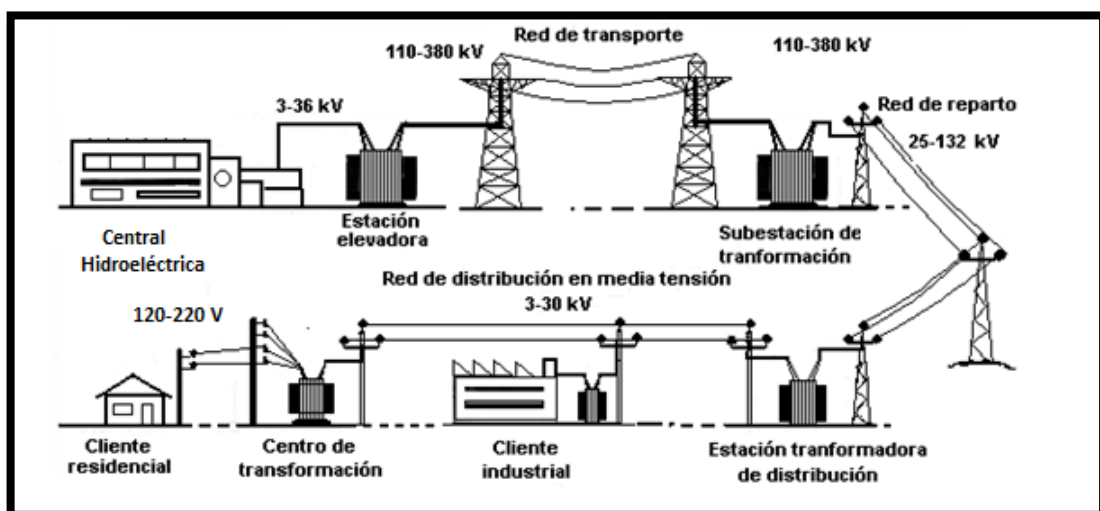 Red de transporte
110-380 kV
110-380 kV
3-36 kV
Red de reparto
25-132 kV
Central
Hidroeléctrica
Estación
elevadora
Subestación de
tranformación
Red de distribución en media tensión
3-30 kV
120-220 V
Cliente
residencial
Centro de
transformación
Cliente
industrial
Estación tranformadora
de distribución